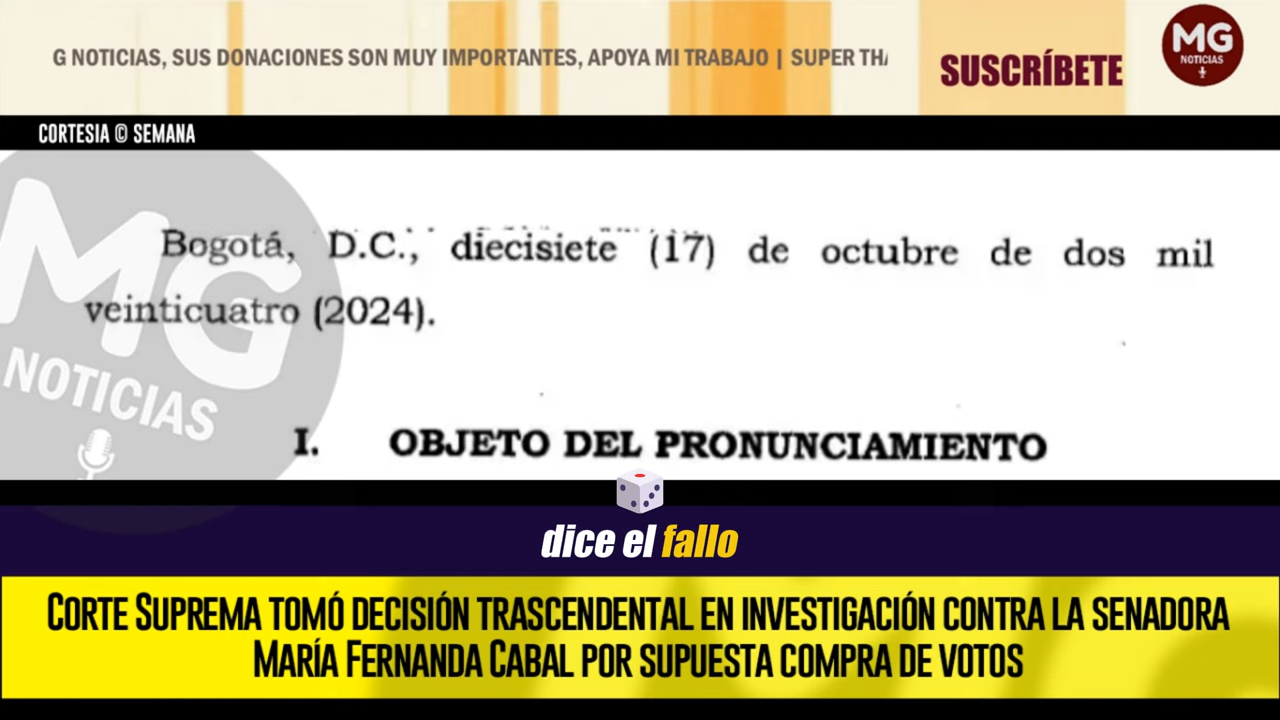 G NOTICIAS, SUS DONACIONES SON MUY IMPORTANTES, APOYA MI TRABAJO | SUPER
SUSCRÍBETE
MG
NOTICIAS
CORTESIA © SEMANA
Bogotá, D.C., diecisiete (17) de octubre de dos mil
veinticuatro (2024).
MG
NOTICIAS
I. OBJETO DEL PRONUNCIAMIENTO
dice el fallo
CORTE SUPREMA TOMÓ DECISIÓN TRASCENDENTAL EN INVESTIGACIÓN CONTRA LA SENADORA
MARÍA FERNANDA CABAL POR SUPUESTA COMPRA DE VOTOS